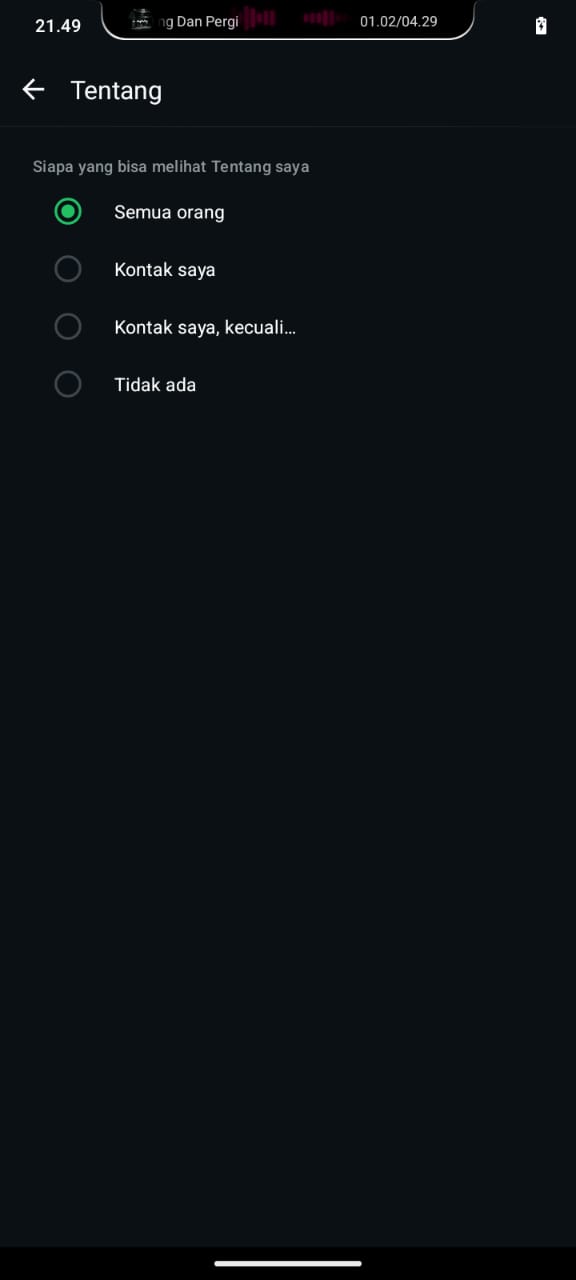 21.49
ng Dan Pergi
01.02/04.29
Tentang
Siapa yang bisa melihat Tentang saya
Semua orang
Kontak saya
Kontak saya, kecuali...
Tidak ada